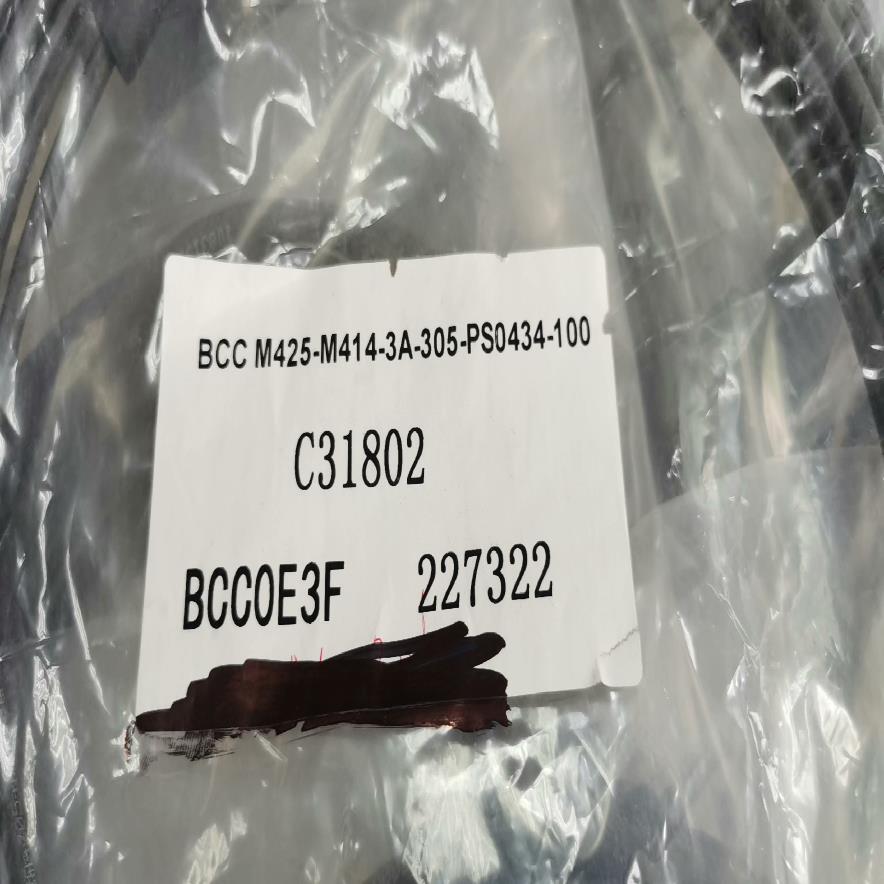 BCC M425-M414-3A-305-PS0434-100
C31802
BCC0E3F 227322